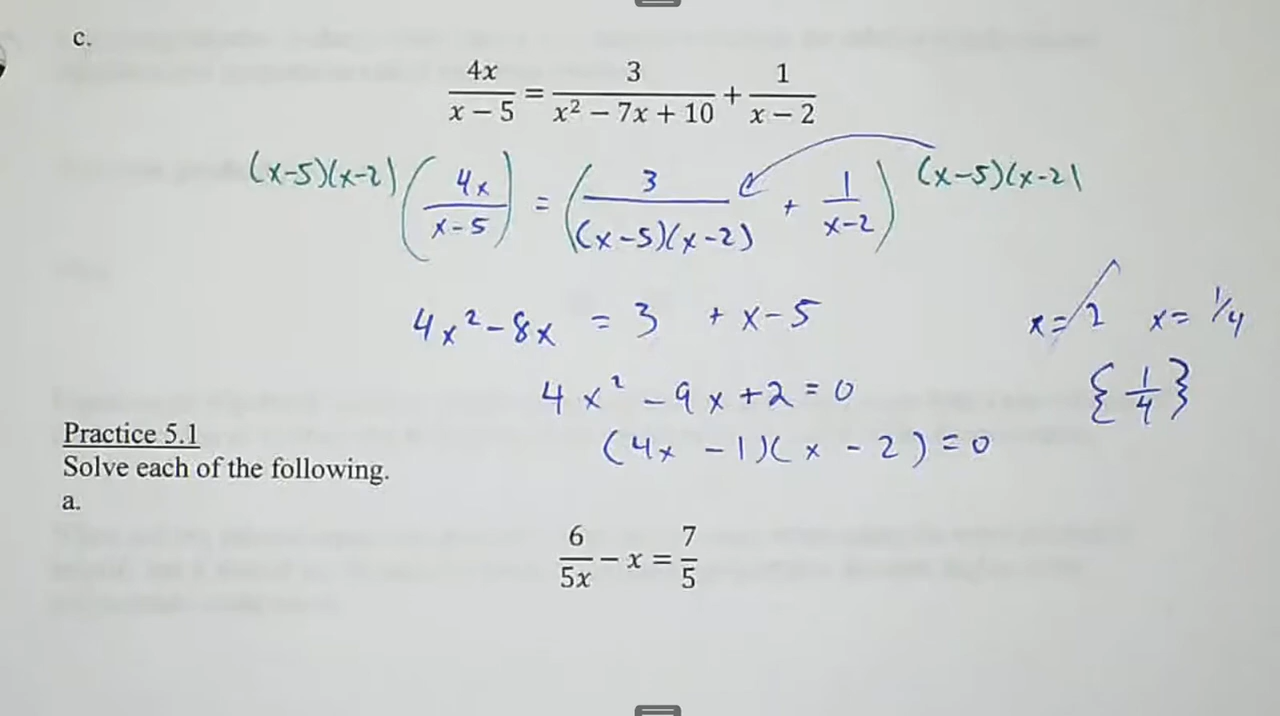 c.
4x/(x − 5) = 3/(x² − 7x + 10) + 1/(x − 2)
(x-5)(x-2) (4x/(x-5)) = (3/((x-5)(x-2)) + 1/(x-2)) (x-5)(x-2)
4x² - 8x = 3 + x - 5
x = 2 x = 1/4
4x² - 9x + 2 = 0
{1/4}
Practice 5.1
(4x - 1)(x - 2) = 0
Solve each of the following.
a.
6/5x − x = 7/5